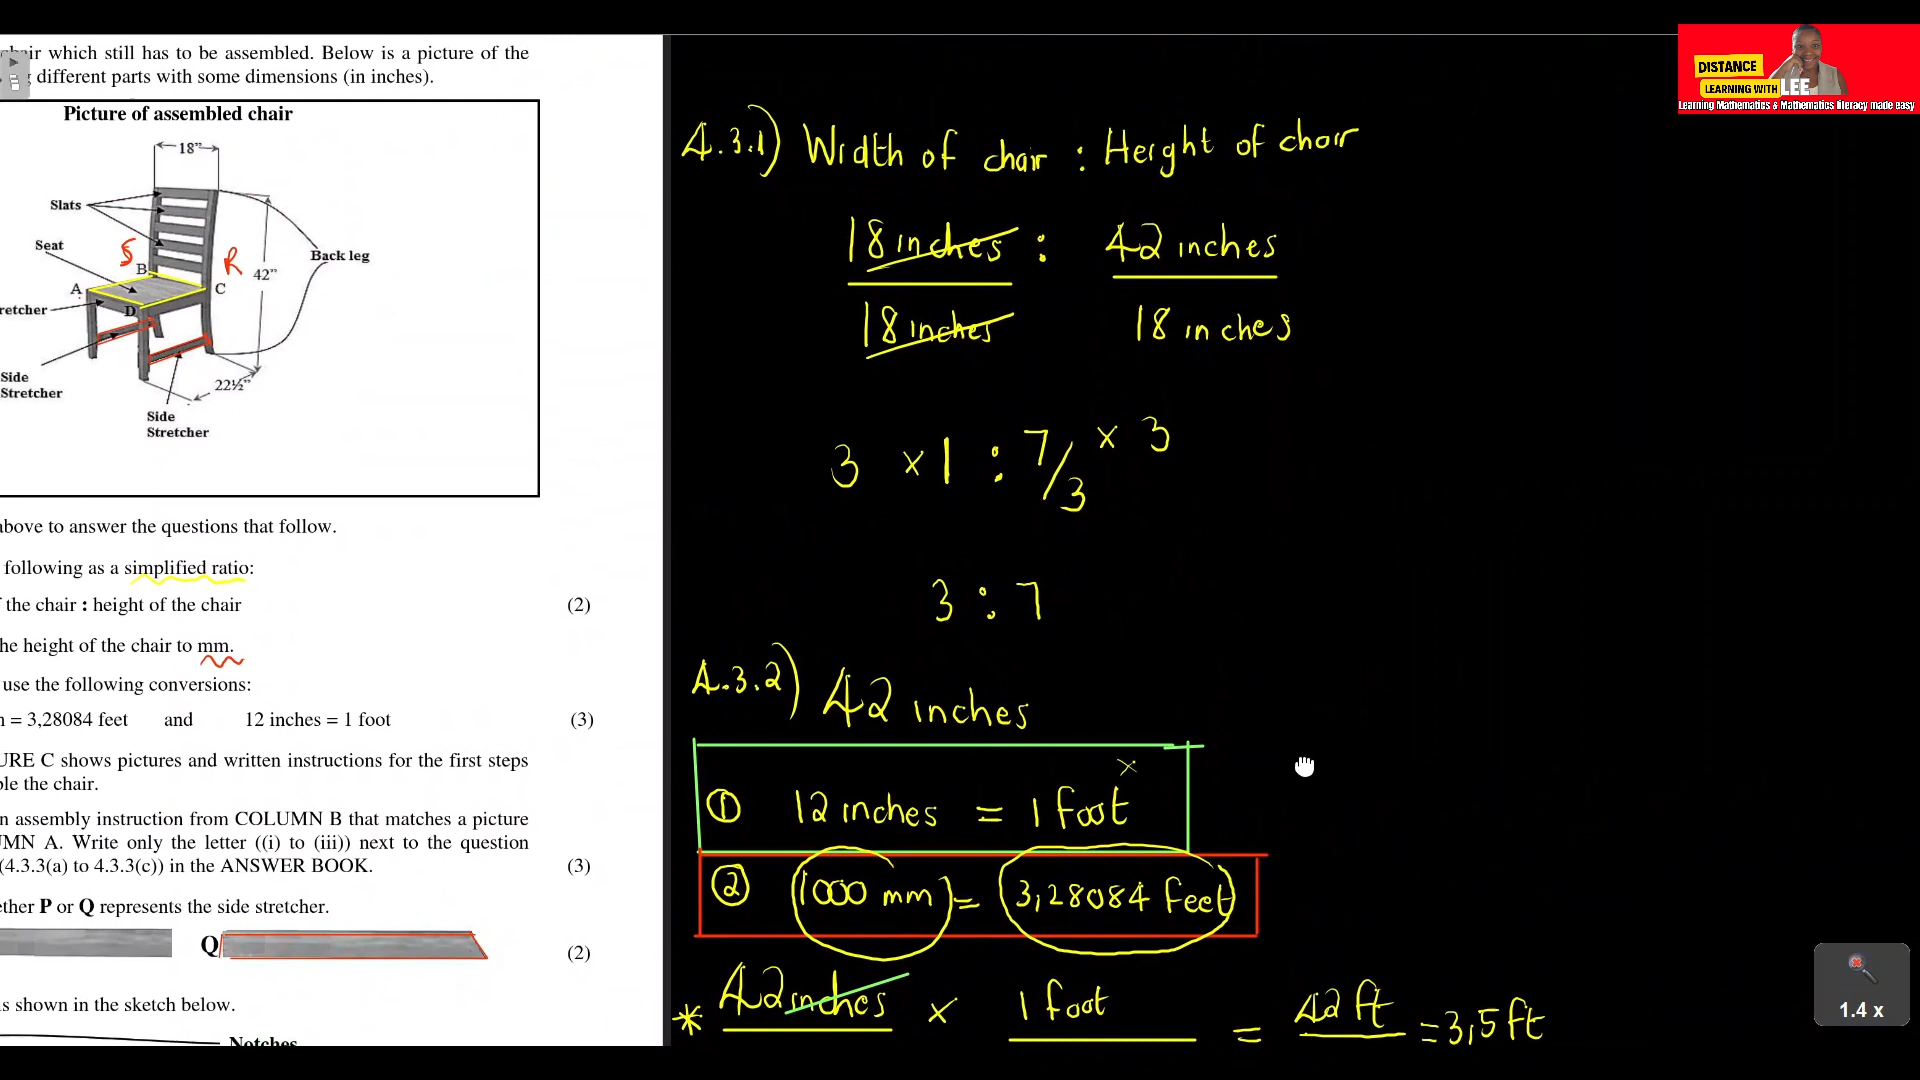 chair which still has to be assembled. Below is a picture of the
different parts with some dimensions (in inches).
Picture of assembled chair
18"
Slats
Seat
S
R
Back leg
B
42"
A
C
retcher
D
Side
Stretcher
22½"
Side
Stretcher
above to answer the questions that follow.
following as a simplified ratio:
f the chair : height of the chair (2)
he height of the chair to mm.
use the following conversions:
= 3,28084 feet and 12 inches = 1 foot (3)
URE C shows pictures and written instructions for the first steps
ble the chair.
n assembly instruction from COLUMN B that matches a picture
UMN A. Write only the letter ((i) to (iii)) next to the question
(4.3.3(a) to 4.3.3(c)) in the ANSWER BOOK. (3)
ether P or Q represents the side stretcher.
Q (2)
is shown in the sketch below.
Notches
DISTANCE
LEARNING WITH LEE
Learning Mathematics & Mathematics literacy made easy
4.3.1) Width of chair : Height of chair
18 inches : 42 inches
18 inches 18 inches
3 × 1 : 7/3 × 3
3 : 7
4.3.2) 42 inches
x
① 12 inches = 1 foot
② 1000 mm = 3,28084 feet
* 42 inches × 1 foot = 42 ft = 3,5 ft
1.4 x